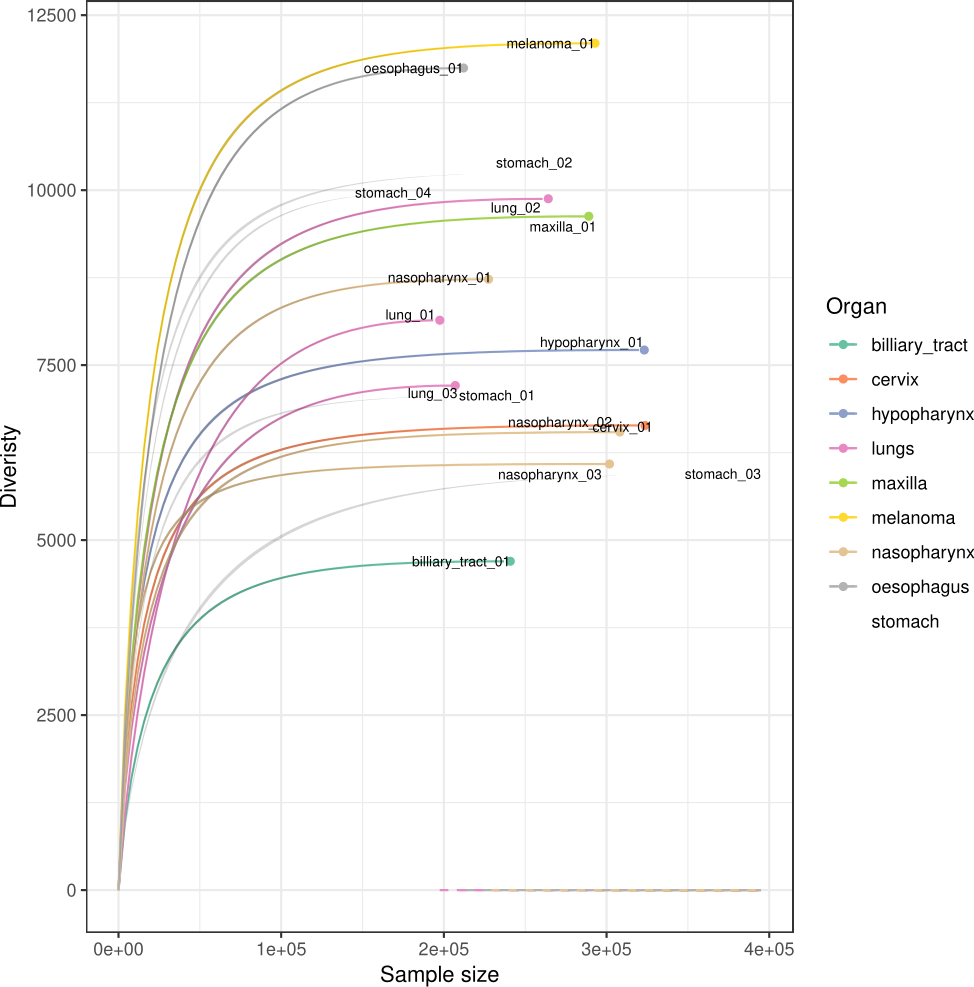 12500
10000
7500
5000
2500
0
Diveristy
melanoma_01
oesophagus_01
stomach_02
stomach_04
lung_02
maxilla_01
nasopharynx_01
lung_01
hypopharynx_01
lung_03
stomach_01
nasopharynx_02
cervix_01
nasopharynx_03
stomach_03
billiary_tract_01
0e+00
1e+05
2e+05
3e+05
4e+05
Sample size
Organ
billiary_tract
cervix
hypopharynx
lungs
maxilla
melanoma
nasopharynx
oesophagus
stomach